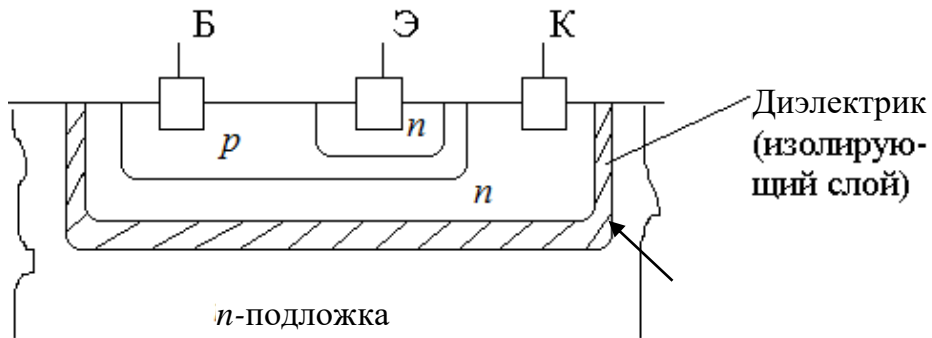 Б Э К
Диэлектрик
(изолирую-
щий слой)
p n
n
n-подложка